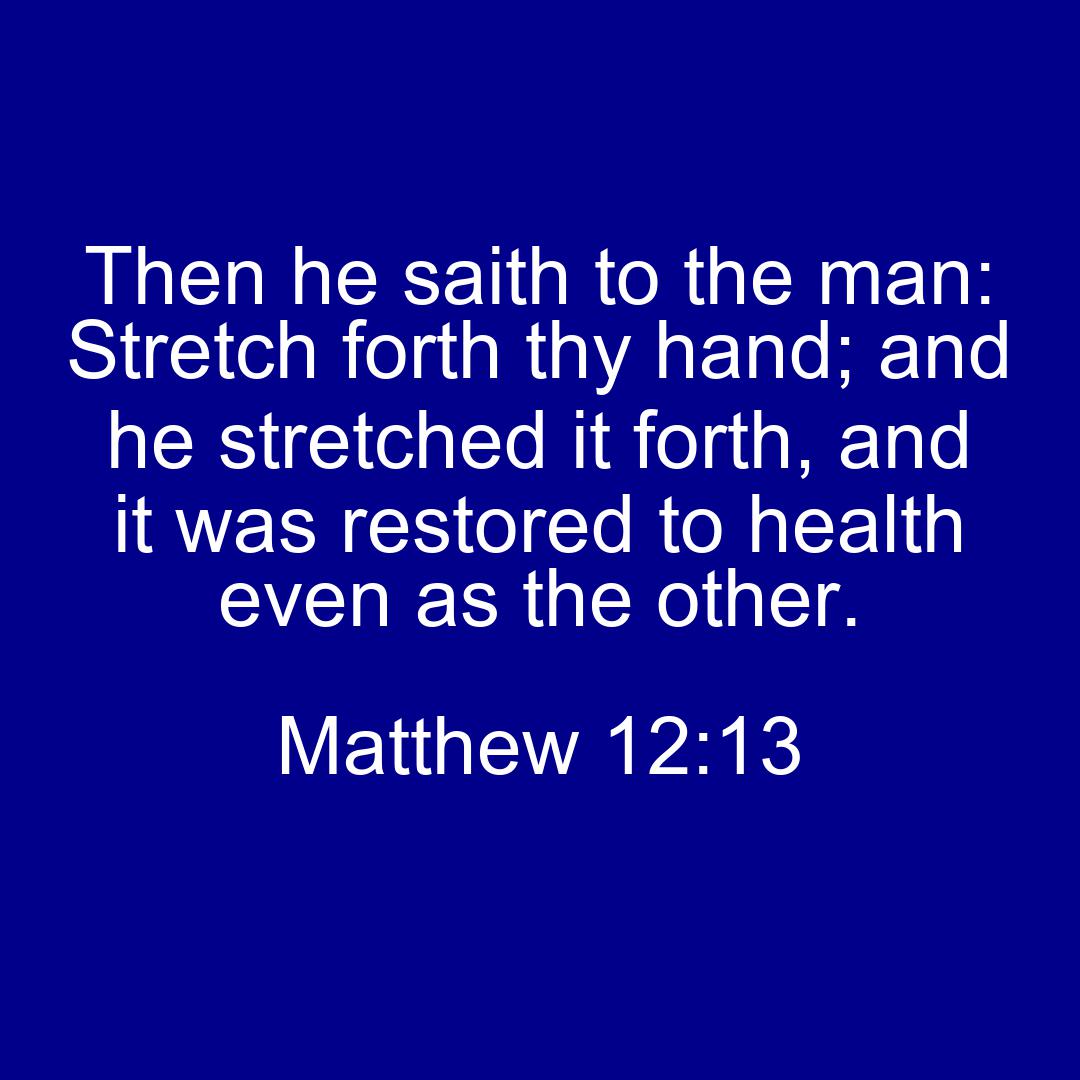 Then he saith to the man:
Stretch forth thy hand; and
he stretched it forth, and
it was restored to health
even as the other.
Matthew 12:13